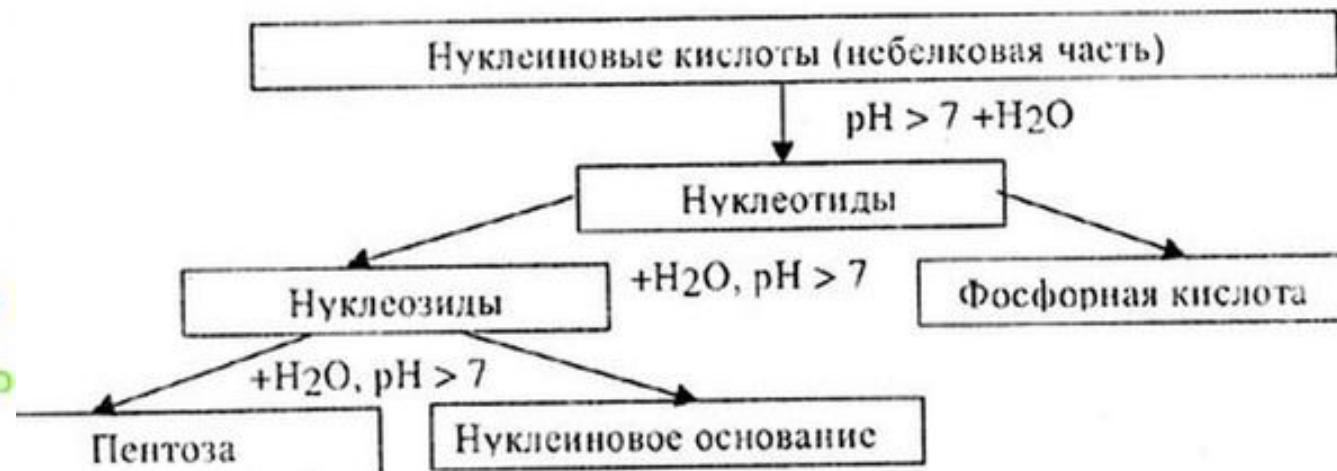 Нуклеиновые кислоты (небелковая часть)
pH > 7 +H2O
Нуклеотиды
Нуклеозиды
+H2O, pH > 7
Фосфорная кислота
+H2O, pH > 7
Пентоза
Нуклеиновое основание